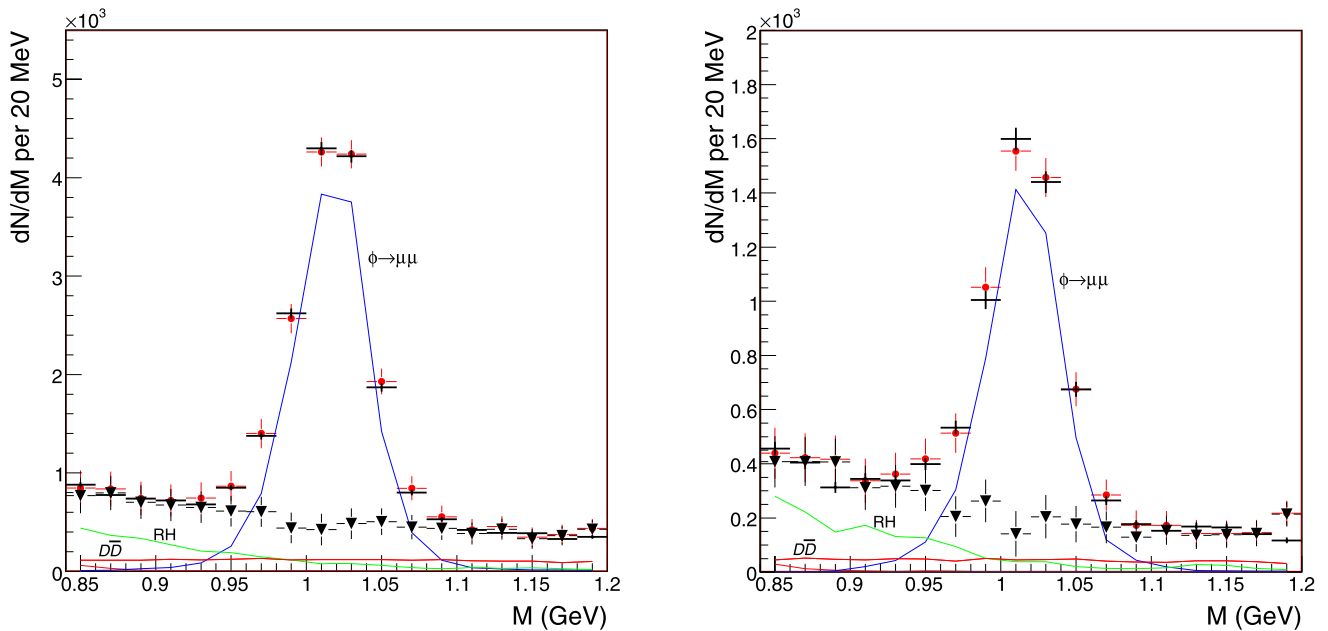 ×10³
dN/dM per 20 MeV
5
4
3
2
1
0
φ→μμ
RH
DD̅
0.85 0.9 0.95 1 1.05 1.1 1.15 1.2
M (GeV)
×10³
dN/dM per 20 MeV
2
1.8
1.6
1.4
1.2
1
0.8
0.6
0.4
0.2
0
φ→μμ
RH
DD̅
0.85 0.9 0.95 1 1.05 1.1 1.15 1.2
M (GeV)